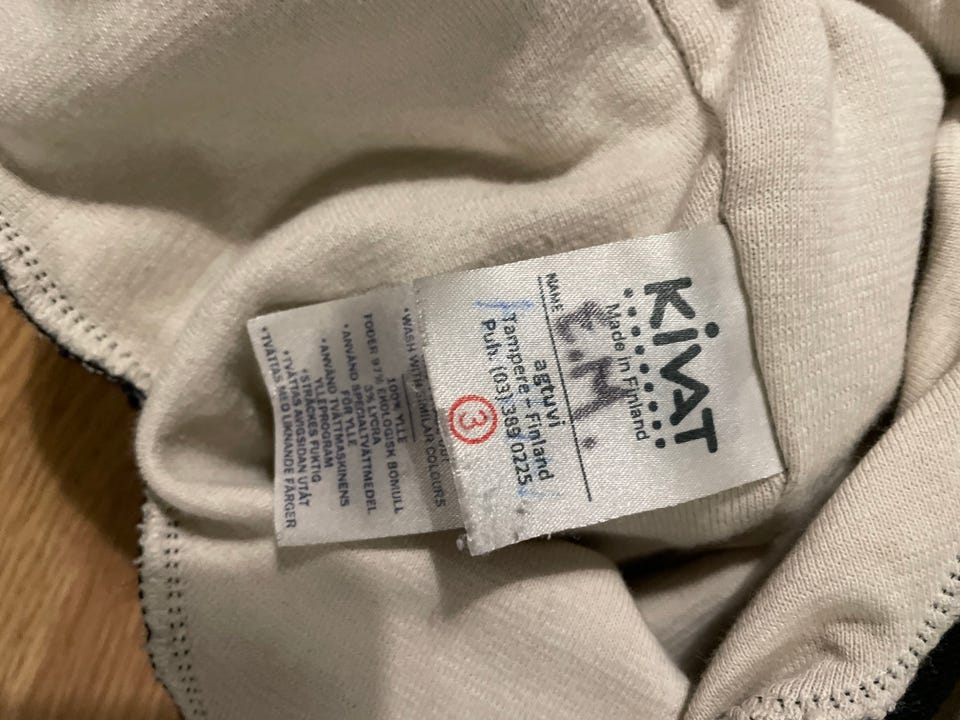 KiVAT
Made in Finland
E.M.
NAME
agtuvi
Tampere – Finland
Puh. (03) 389 0225
3
•WASH WITH SIMILAR COLOURS
100% YLLE
FODER 97% EKOLOGISK BOMULL
3% LYCRA
•ANVÄND SPECIALTVÄTTMEDEL
FÖR YLLE
•ANVÄND TVÄTTMASKINENS
YLLEPROGRAM
•STRÄCKES FUKTIG
•TVÄTTAS AVIGSIDAN UTÅT
•TVÄTTAS MED LIKNANDE FÄRGER